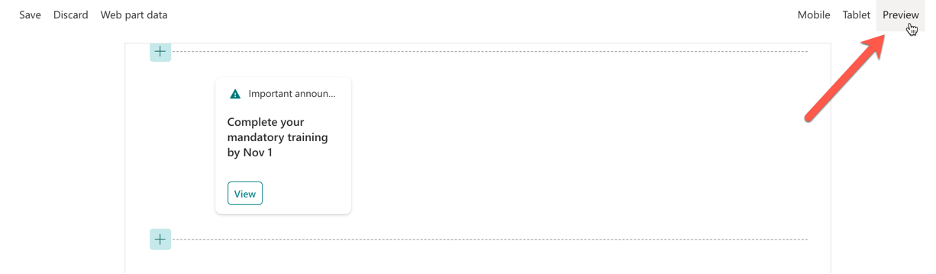 Save Discard Web part data Mobile Tablet Preview
Important announ...
Complete your
mandatory training
by Nov 1
View